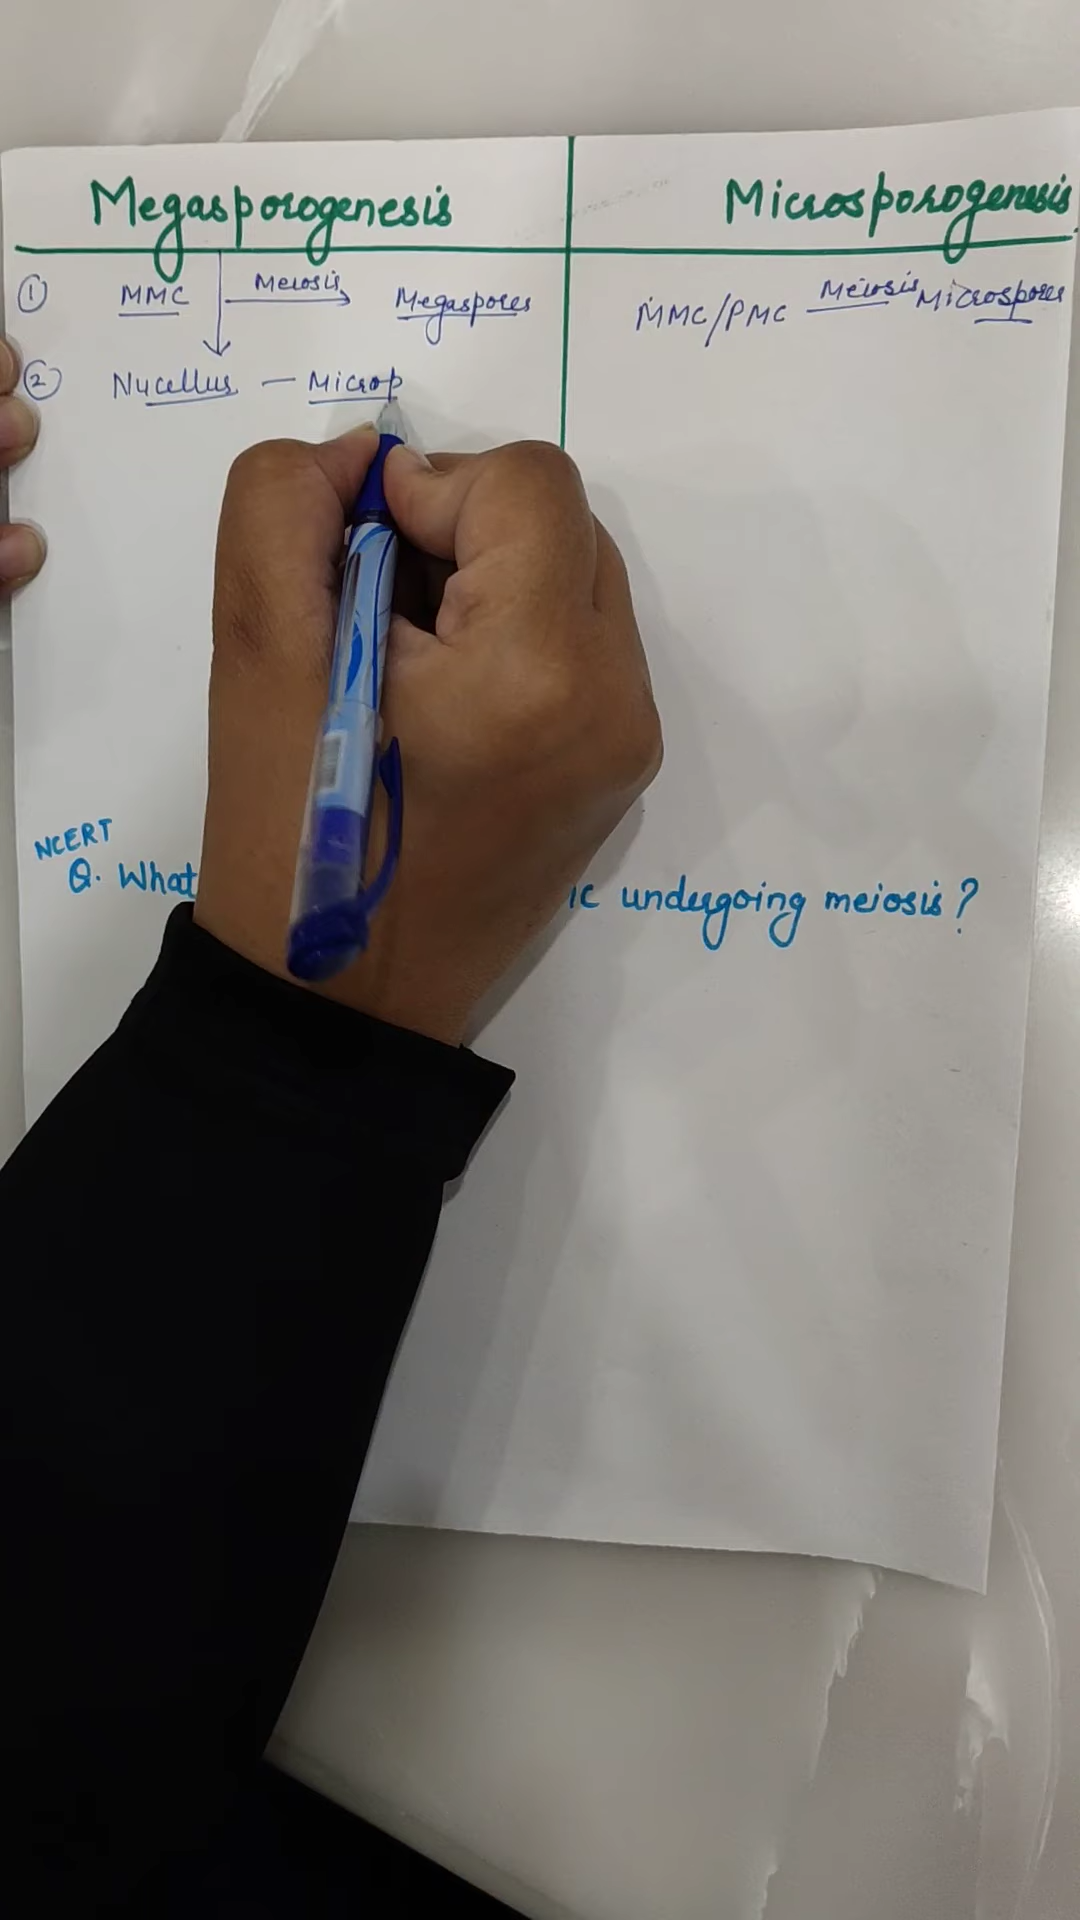 Megasporogenesis
Microsporogenesis
① MMC Meiosis Megaspores
MMC/PMC Meiosis Microspores
② Nucellus — Microp
NCERT
Q. What undergoing meiosis?